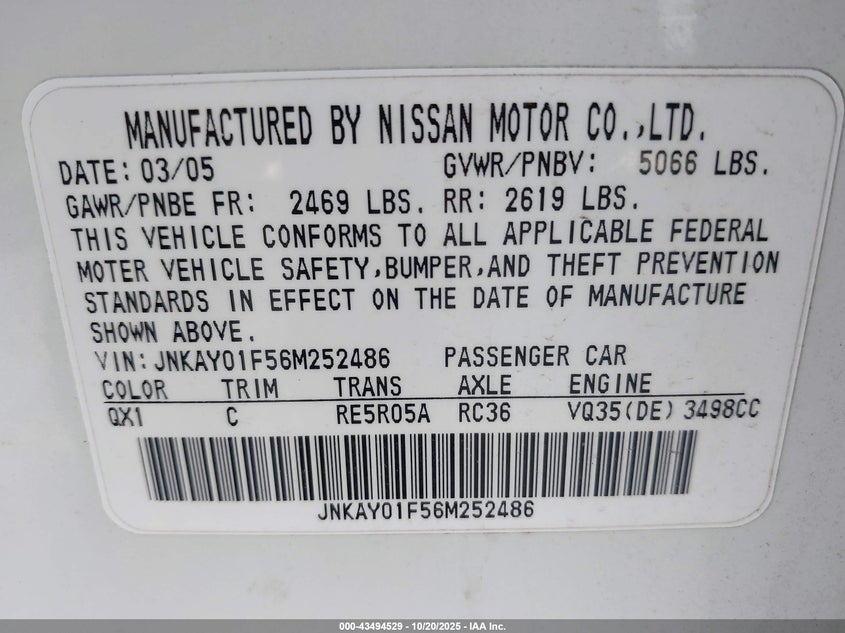 MANUFACTURED BY NISSAN MOTOR CO.,LTD.
DATE: 03/05 GVWR/PNBV: 5066 LBS.
GAWR/PNBE FR: 2469 LBS. RR: 2619 LBS.
THIS VEHICLE CONFORMS TO ALL APPLICABLE FEDERAL
MOTER VEHICLE SAFETY,BUMPER,AND THEFT PREVENTION
STANDARDS IN EFFECT ON THE DATE OF MANUFACTURE
SHOWN ABOVE.
VIN:JNKAY01F56M252486 PASSENGER CAR
COLOR TRIM TRANS AXLE ENGINE
QX1 C RE5R05A RC36 VQ35(DE) 3498CC
JNKAY01F56M252486
000-43494529 - 10/20/2025 - IAA Inc.